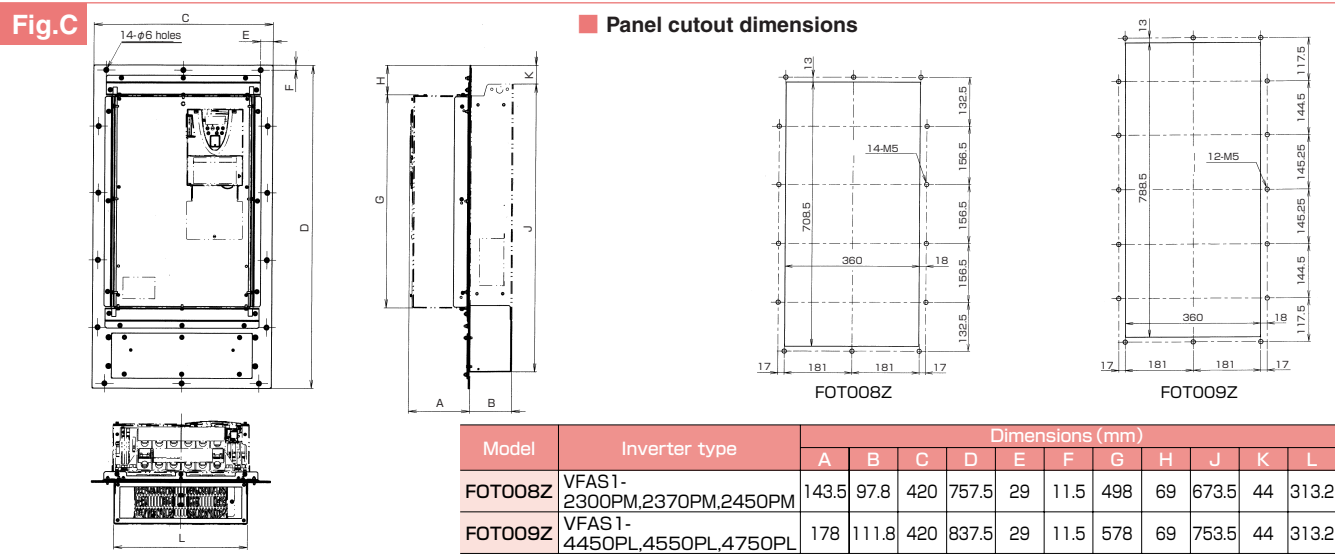 Fig.C
Panel cutout dimensions
C
14-φ6 holes
E
F
G
D
L
H
K
J
A
B
13
132.5
156.5
14-M5
156.5
708.5
156.5
360
18
132.5
17
181
181
17
FOT008Z
13
117.5
144.5
145.25
12-M5
788.5
145.25
144.5
360
18
117.5
17
181
181
17
FOT009Z
Model Inverter type Dimensions (mm)
A B C D E F G H J K L
FOT008Z VFAS1-
2300PM,2370PM,2450PM 143.5 97.8 420 757.5 29 11.5 498 69 673.5 44 313.2
FOT009Z VFAS1-
4450PL,4550PL,4750PL 178 111.8 420 837.5 29 11.5 578 69 753.5 44 313.2